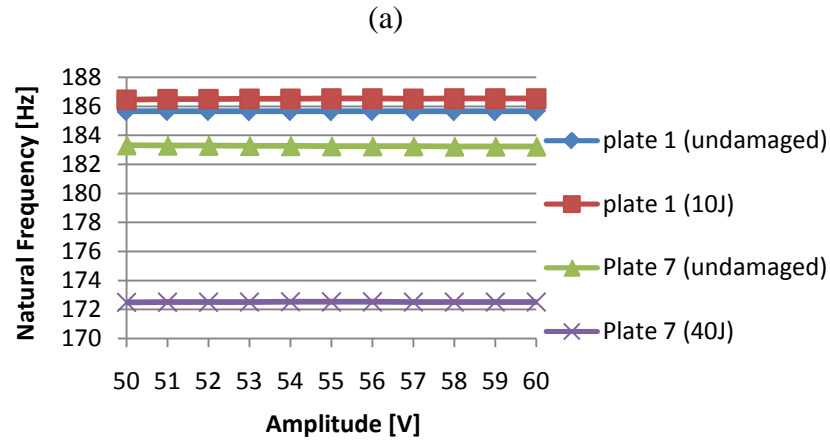 (a)
Natural Frequency [Hz]
188
186
184
182
180
178
176
174
172
170
50 51 52 53 54 55 56 57 58 59 60
Amplitude [V]
plate 1 (undamaged)
plate 1 (10J)
Plate 7 (undamaged)
Plate 7 (40J)